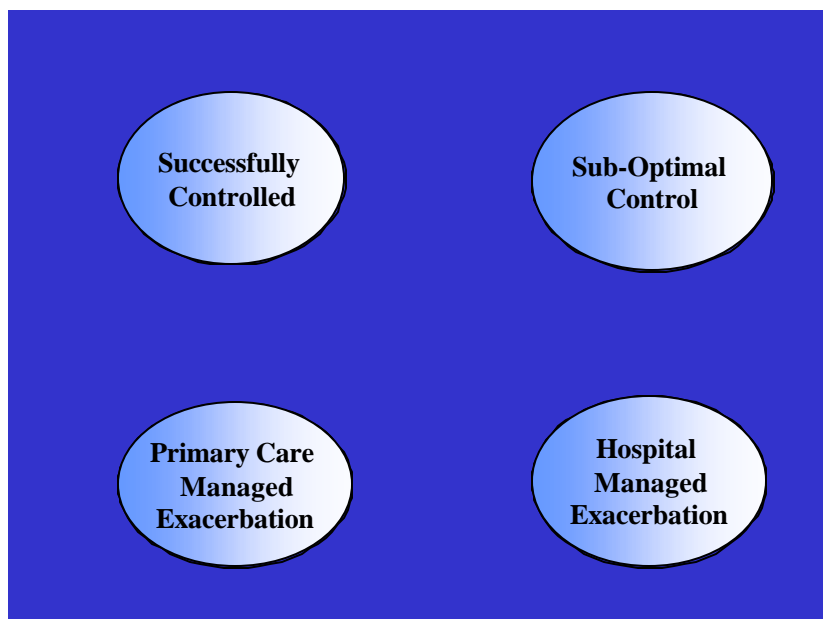 Successfully
Controlled
Sub-Optimal
Control
Primary Care
Managed
Exacerbation
Hospital
Managed
Exacerbation